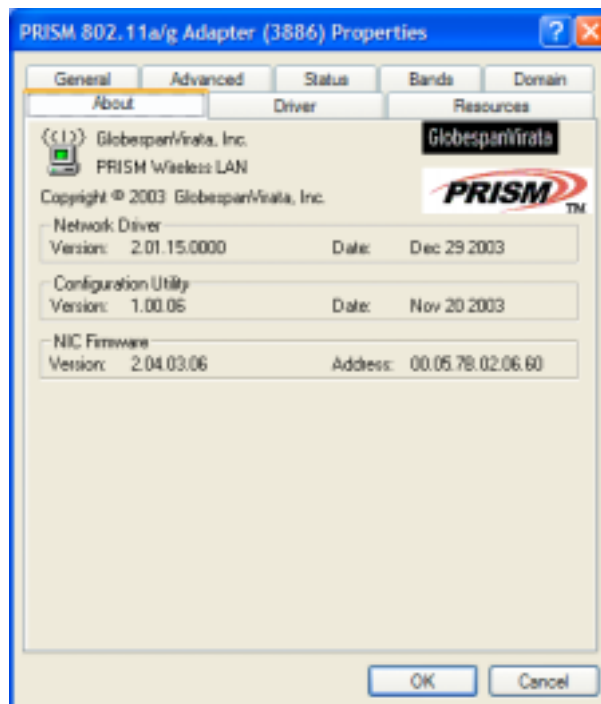 PRISM 802.11a/g Adapter (3886) Properties
General Advanced Status Bands Domain
About Driver Resources
GlobespanVirata, Inc.
PRISM Wireless LAN
GlobespanVirata
Copyright © 2003 GlobespanVirata, Inc.
PRISM TM
Network Driver
Version: 2.01.15.0000 Date: Dec 29 2003
Configuration Utility
Version: 1.00.06 Date: Nov 20 2003
NIC Firmware
Version: 2.04.03.06 Address: 00.05.7B.02.06.60
OK Cancel